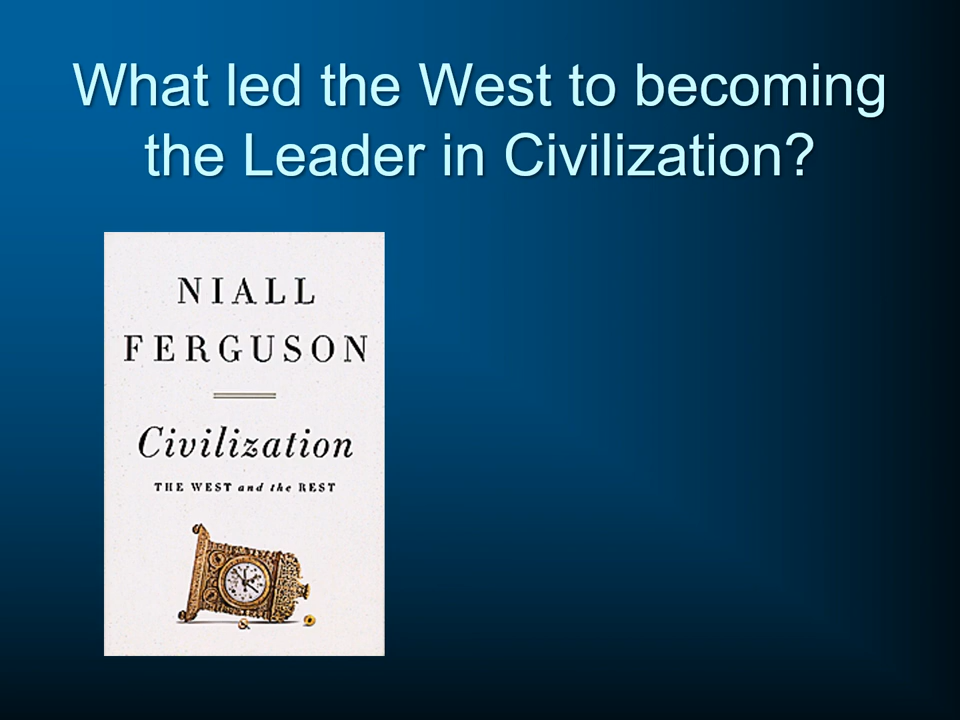 What led the West to becoming
the Leader in Civilization?
NIALL
FERGUSON
Civilization
THE WEST and the REST